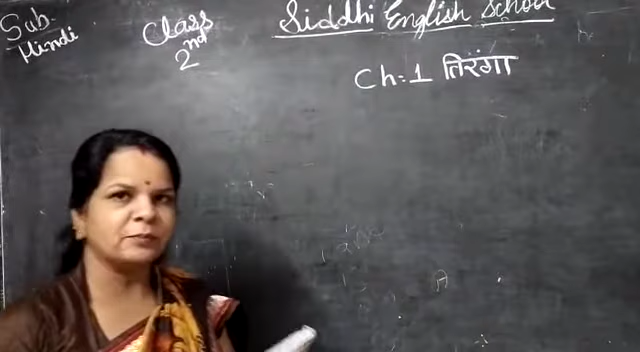 Sub- Class Siddhi English School
Hindi 2nd
Ch:1 तिरंगा